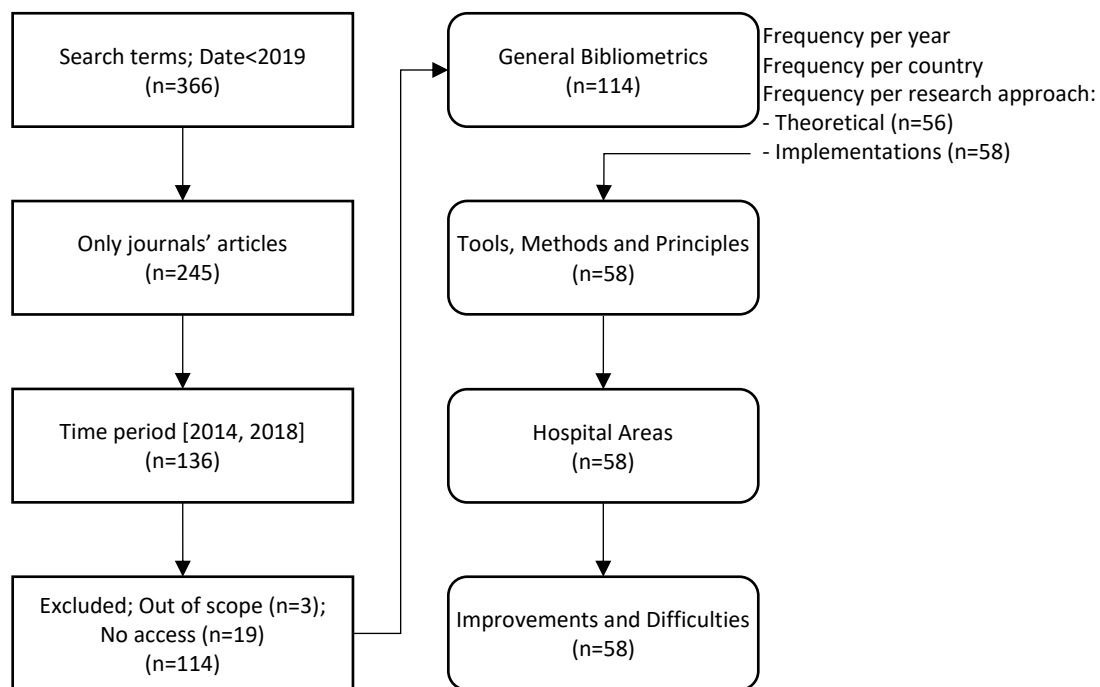 Search terms; Date<2019
(n=366)
Only journals’ articles
(n=245)
Time period [2014, 2018]
(n=136)
Excluded; Out of scope (n=3);
No access (n=19)
(n=114)
General Bibliometrics
(n=114)
Frequency per year
Frequency per country
Frequency per research approach:
- Theoretical (n=56)
- Implementations (n=58)
Tools, Methods and Principles
(n=58)
Hospital Areas
(n=58)
Improvements and Difficulties
(n=58)